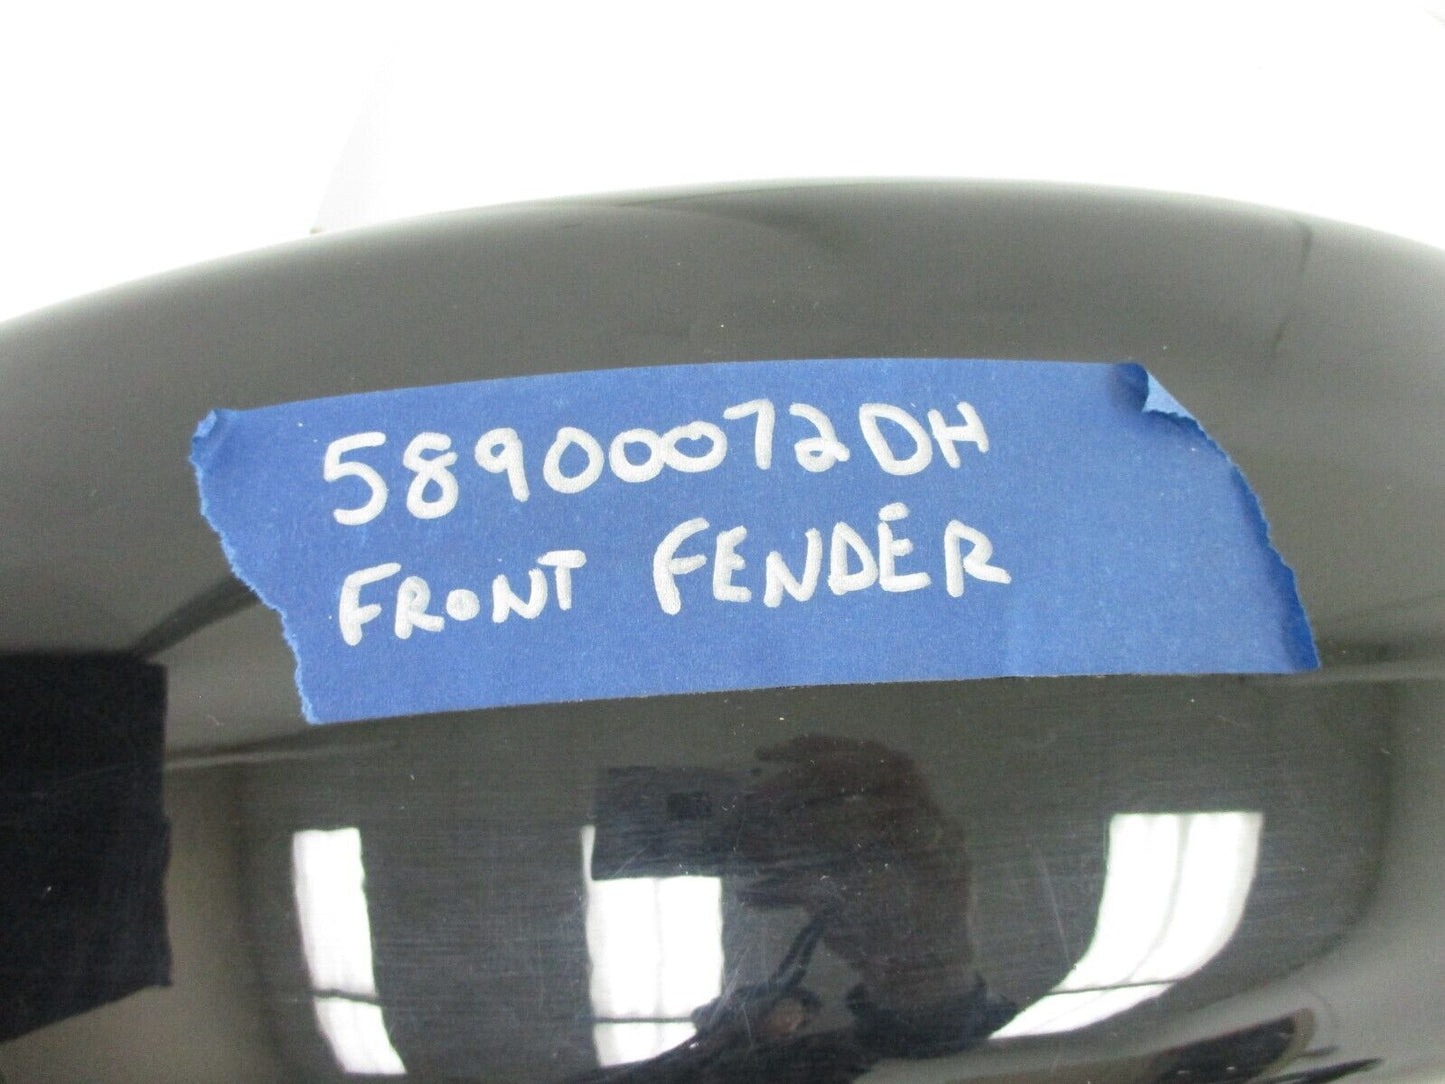 58900072DH
FRONT FENDER